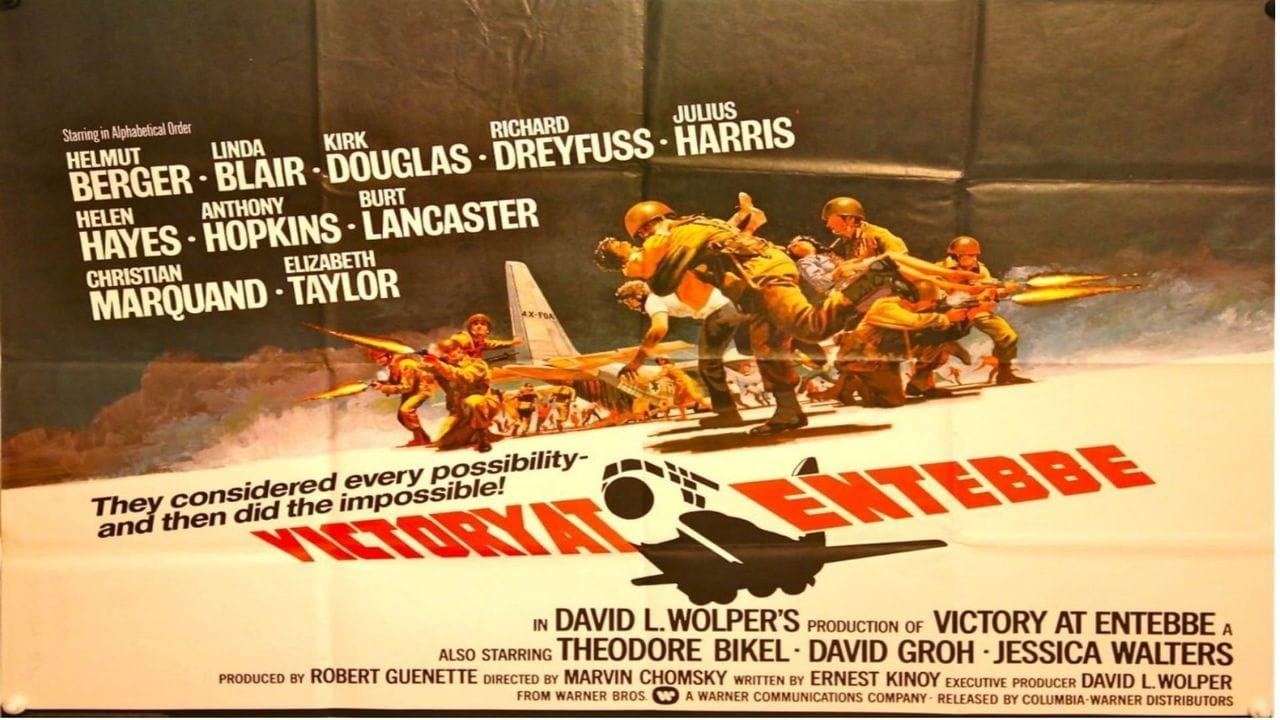 Starring in Alphabetical Order
HELMUT BERGER · LINDA BLAIR · KIRK DOUGLAS · RICHARD DREYFUSS · JULIUS HARRIS
HELEN HAYES · ANTHONY HOPKINS · BURT LANCASTER
CHRISTIAN MARQUAND · ELIZABETH TAYLOR
AX-FOA
They considered every possibility-
and then did the impossible!
VICTORY AT ENTEBBE
IN DAVID L. WOLPER'S PRODUCTION OF VICTORY AT ENTEBBE A
ALSO STARRING THEODORE BIKEL · DAVID GROH · JESSICA WALTERS
PRODUCED BY ROBERT GUENETTE DIRECTED BY MARVIN CHOMSKY WRITTEN BY ERNEST KINOY EXECUTIVE PRODUCER DAVID L. WOLPER
FROM WARNER BROS. A WARNER COMMUNICATIONS COMPANY · RELEASED BY COLUMBIA-WARNER DISTRIBUTORS